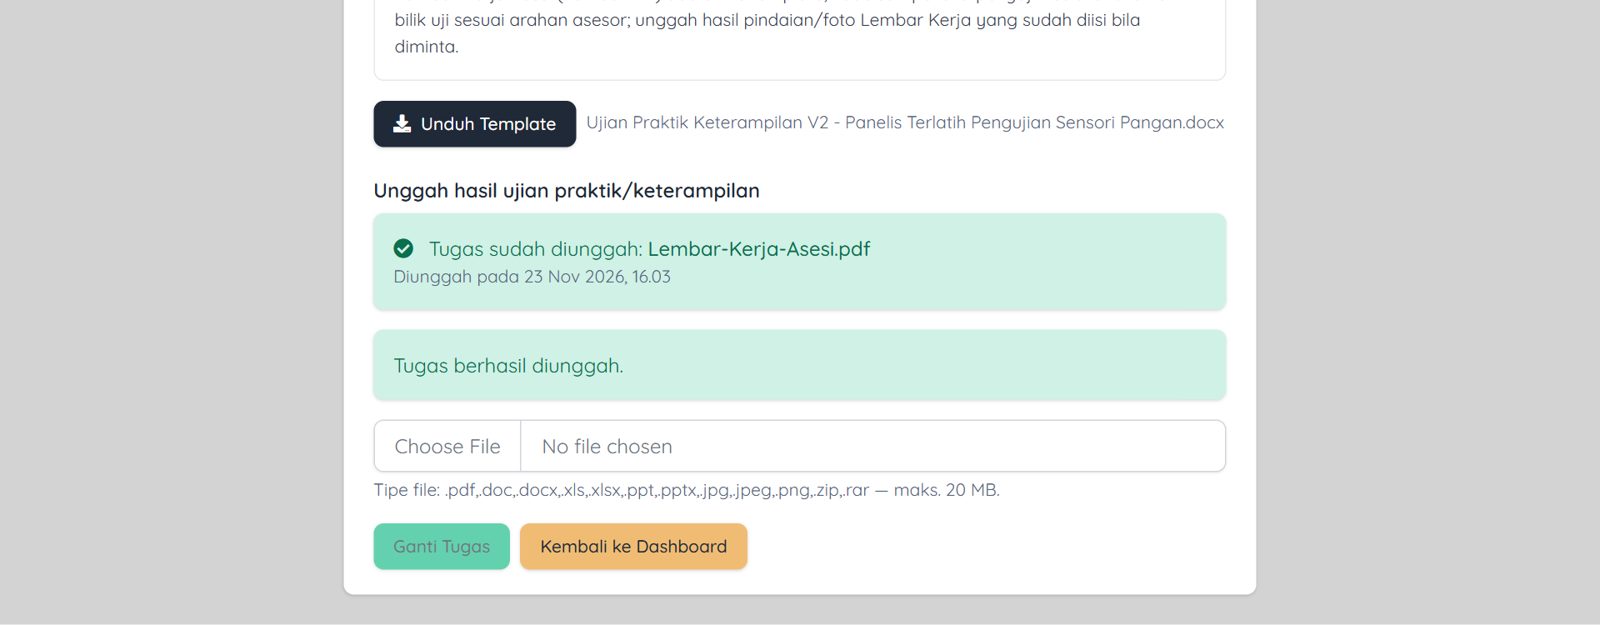 bilik uji sesuai arahan asesor; unggah hasil pindaian/foto Lembar Kerja yang sudah diisi bila
diminta.
Unduh Template Ujian Praktik Keterampilan V2 - Panelis Terlatih Pengujian Sensori Pangan.docx
Unggah hasil ujian praktik/keterampilan
Tugas sudah diunggah: Lembar-Kerja-Asesi.pdf
Diunggah pada 23 Nov 2026, 16.03
Tugas berhasil diunggah.
Choose File No file chosen
Tipe file: .pdf,.doc,.docx,.xls,.xlsx,.ppt,.pptx,.jpg,.jpeg,.png,.zip,.rar — maks. 20 MB.
Ganti Tugas Kembali ke Dashboard